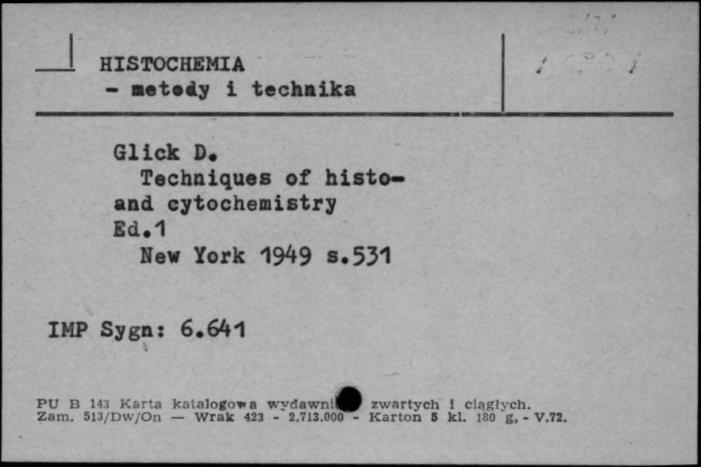 HISTOCHEMIA
- metody i technika
Glick D.
Techniques of histo-
and cytochemistry
Ed.1
New York 1949 s.531
IMP Sygn: 6.641
PU B 143 Karta katalogowa zwartych i ciągłych.
Zam. 513/Dw/On — Wrak 423 - 2.713.000 - Karton 5 kl. 180 g, - V.72.